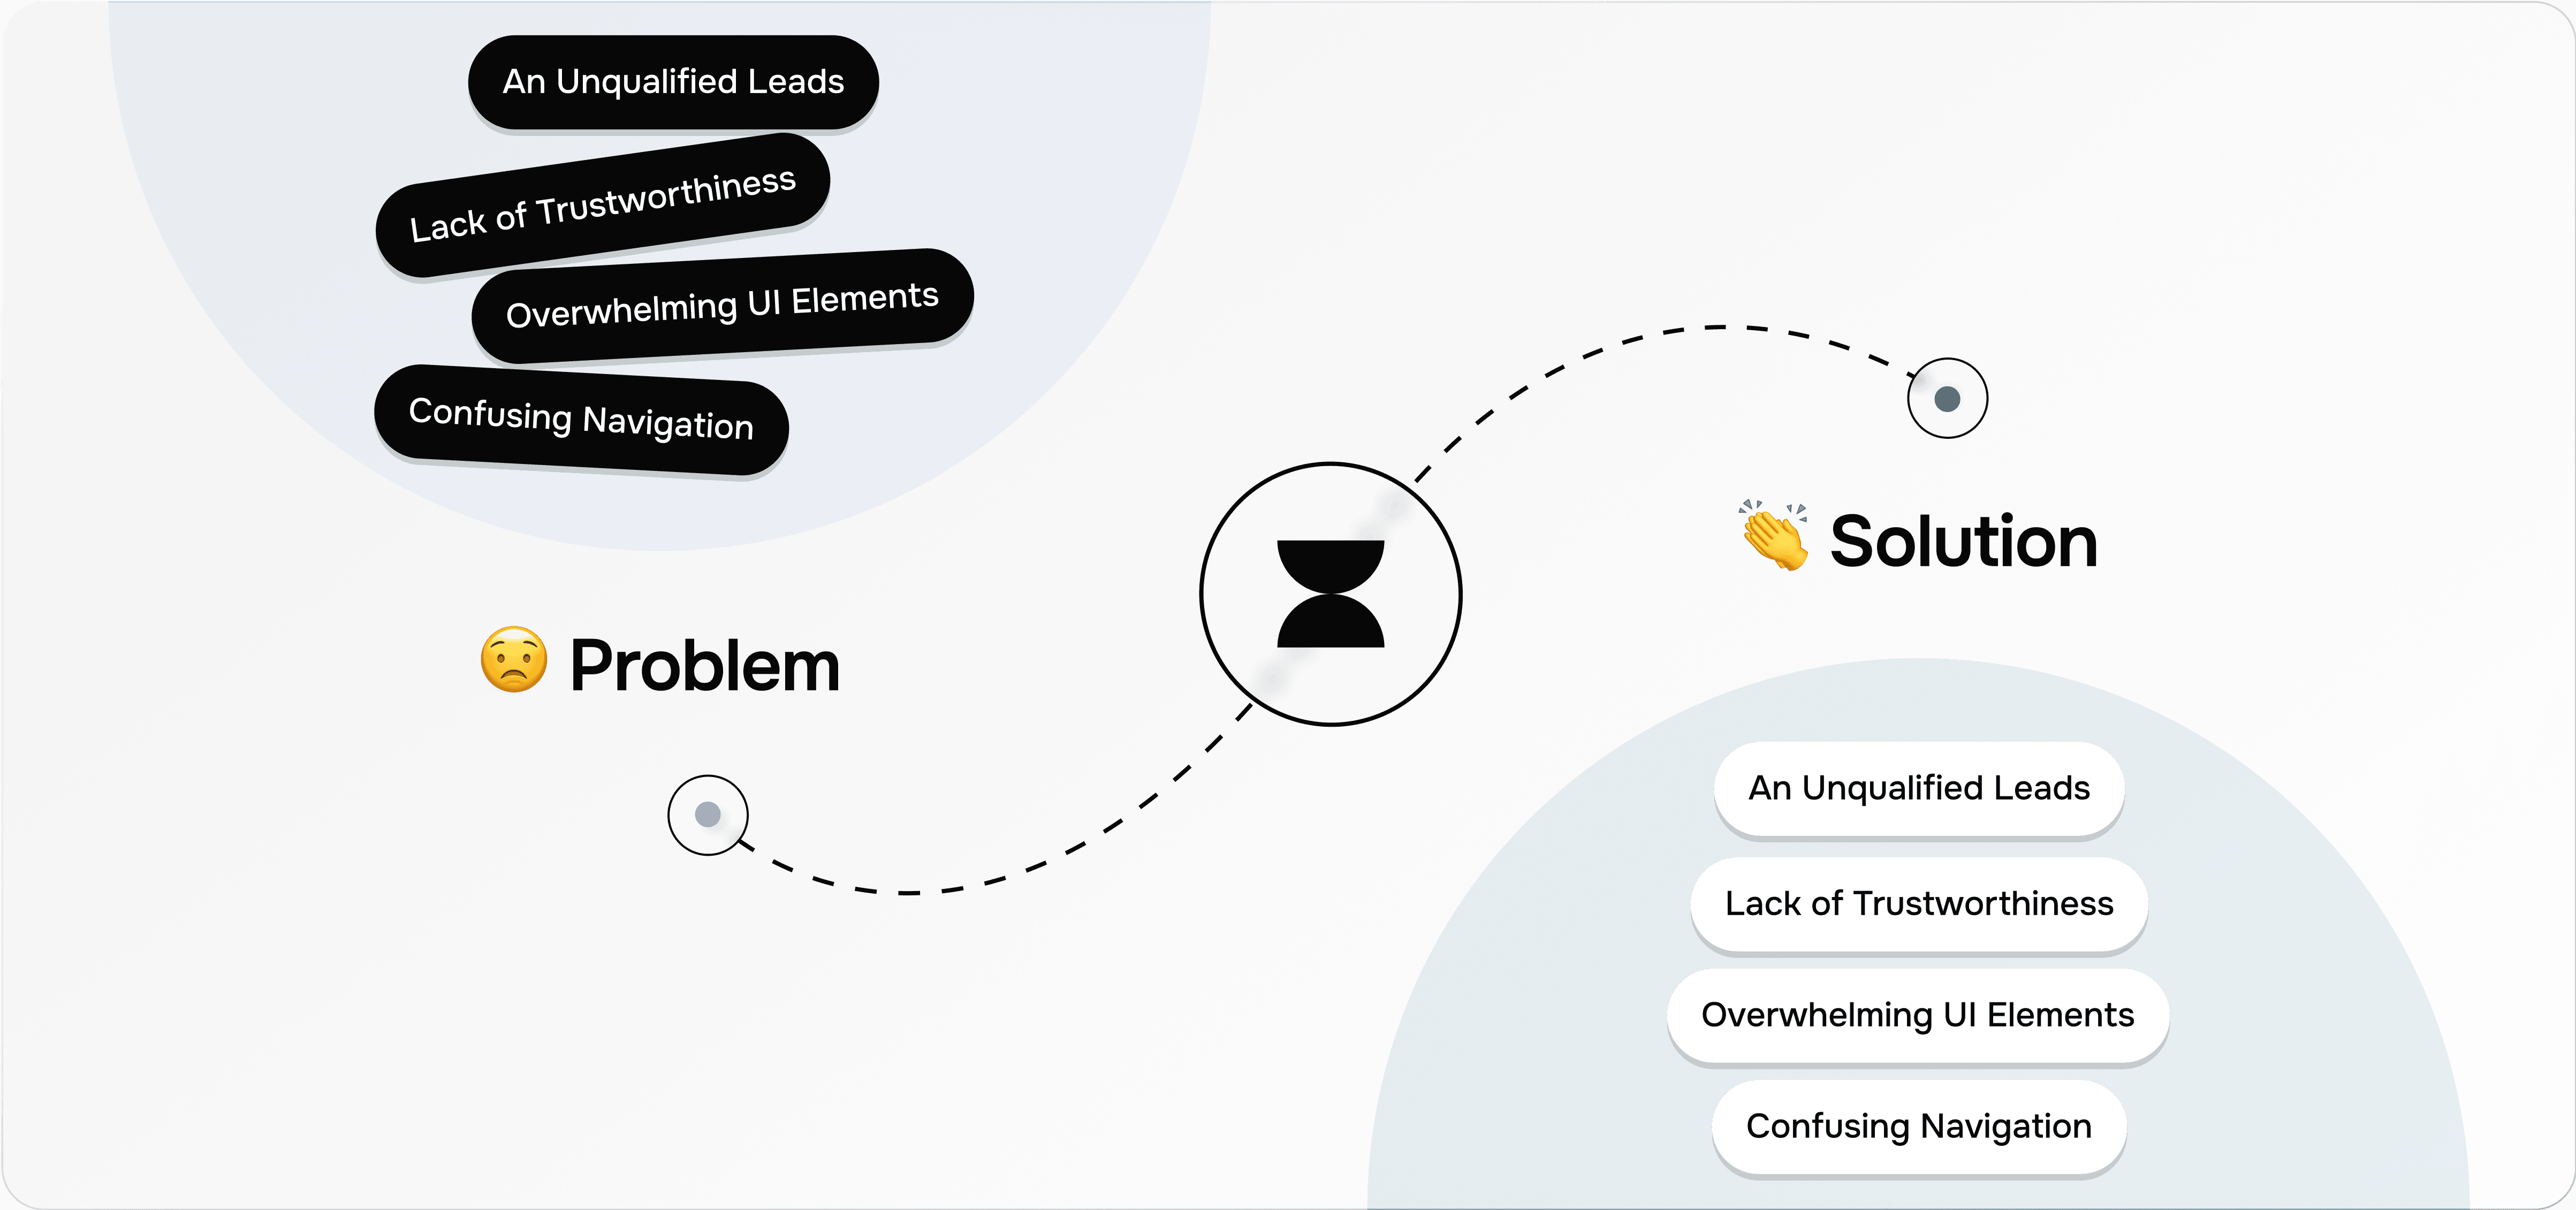 An Unqualified Leads
Lack of Trustworthiness
Overwhelming UI Elements
Confusing Navigation
Problem
Solution
An Unqualified Leads
Lack of Trustworthiness
Overwhelming UI Elements
Confusing Navigation